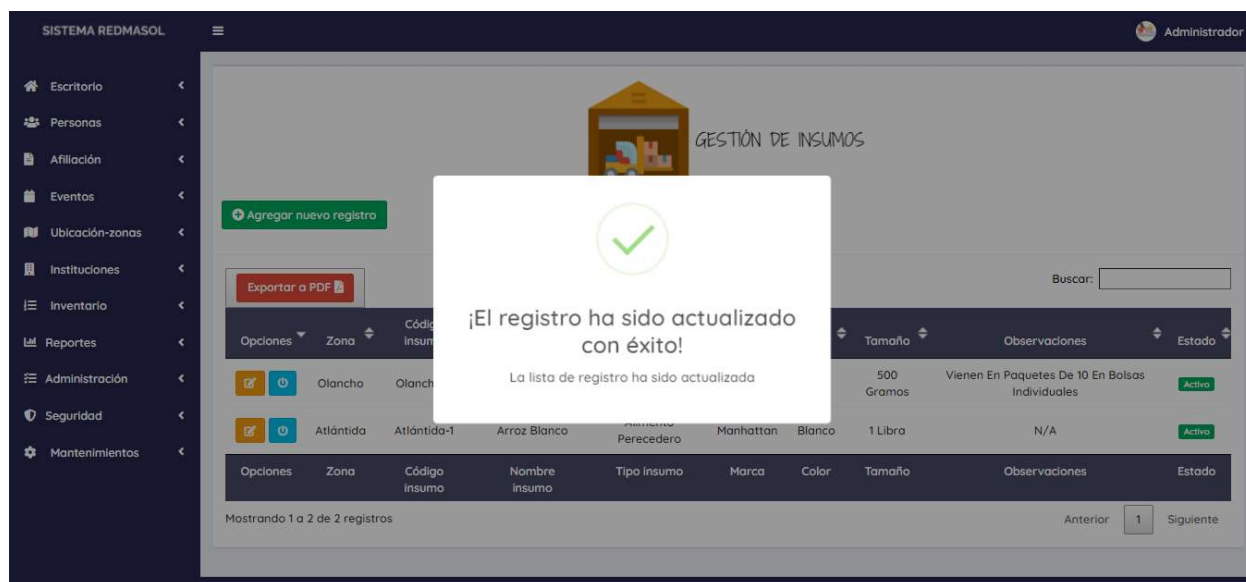 SISTEMA REDMASOL
Administrador
Escritorio
Personas
Afiliación
Eventos
Ubicación-zonas
Instituciones
Inventario
Reportes
Administración
Seguridad
Mantenimientos
GESTIÓN DE INSUMOS
Agregar nuevo registro
Exportar a PDF
Buscar:
¡El registro ha sido actualizado
con éxito!
La lista de registro ha sido actualizada
Opciones Zona Tamaño Observaciones Estado
Olancho 500 Gramos Vienen En Paquetes De 10 En Bolsas Individuales Activo
Atlántida Atlántida-1 Arroz Blanco Alimento Perecedero Manhattan Blanco 1 Libra N/A Activo
Opciones Zona Código insumo Nombre insumo Tipo insumo Marca Color Tamaño Observaciones Estado
Mostrando 1 a 2 de 2 registros
Anterior 1 Siguiente